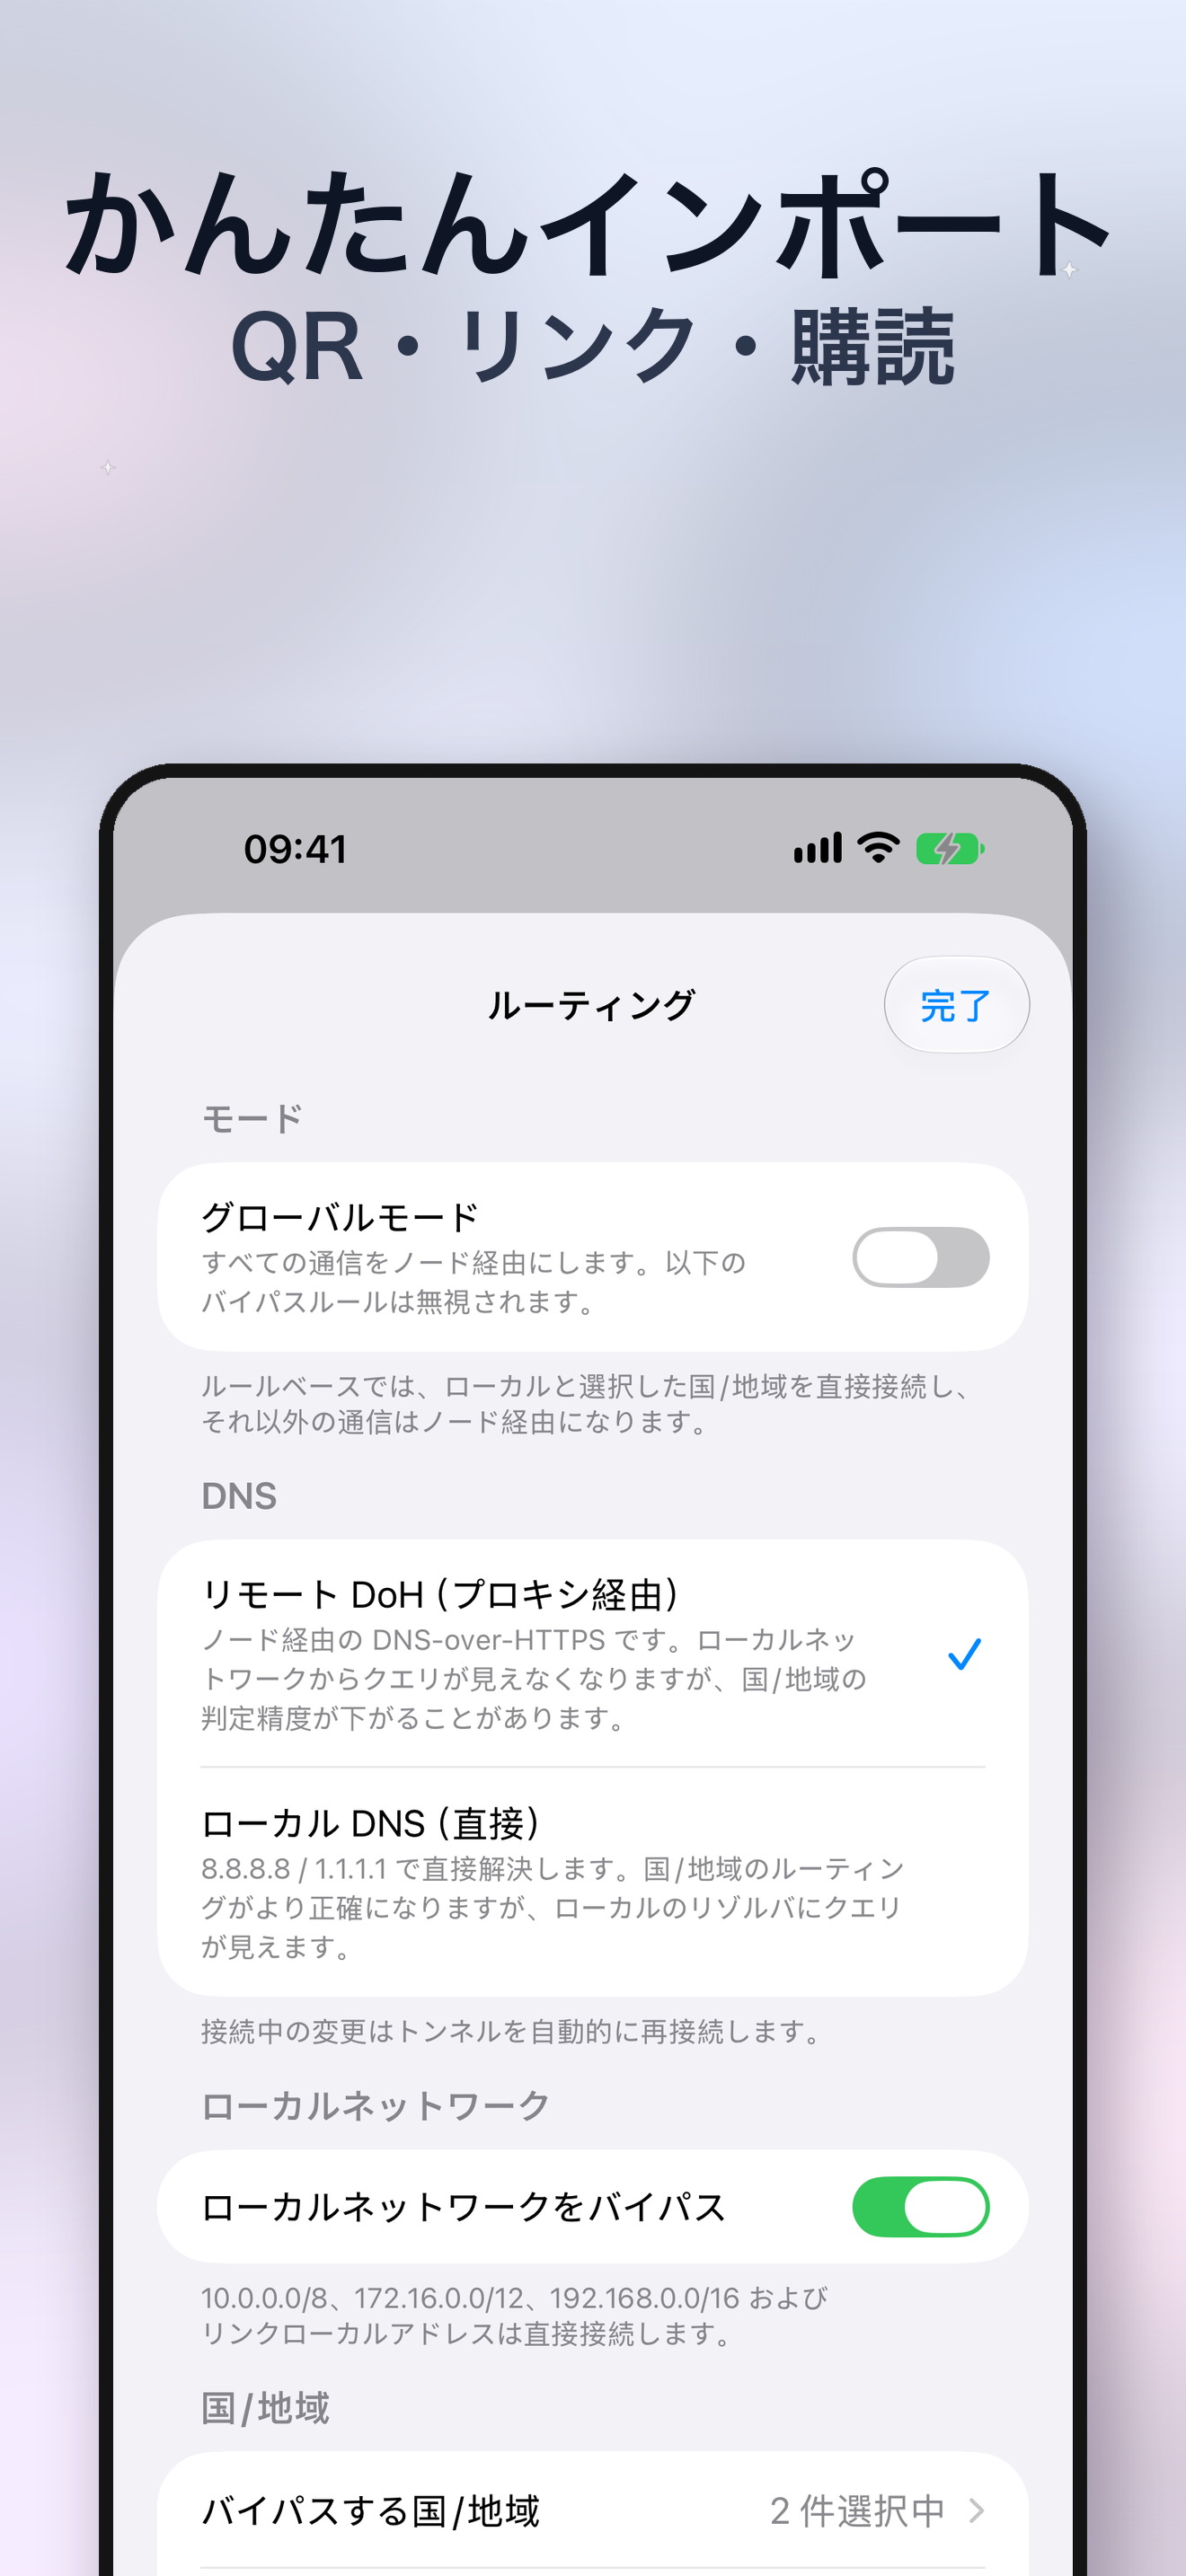 かんたんインポート
QR・リンク・購読
09:41
ルーティング
完了
モード
グローバルモード
すべての通信をノード経由にします。以下の
バイパスルールは無視されます。
ルールベースでは、ローカルと選択した国/地域を直接接続し、
それ以外の通信はノード経由になります。
DNS
リモート DoH（プロキシ経由）
ノード経由の DNS-over-HTTPS です。ローカルネッ
トワークからクエリが見えなくなりますが、国/地域の
判定精度が下がることがあります。
ローカル DNS（直接）
8.8.8.8 / 1.1.1.1 で直接解決します。国/地域のルーティン
グがより正確になりますが、ローカルのリゾルバにクエリ
が見えます。
接続中の変更はトンネルを自動的に再接続します。
ローカルネットワーク
ローカルネットワークをバイパス
10.0.0.0/8、172.16.0.0/12、192.168.0.0/16 および
リンクローカルアドレスは直接接続します。
国/地域
バイパスする国/地域
2 件選択中